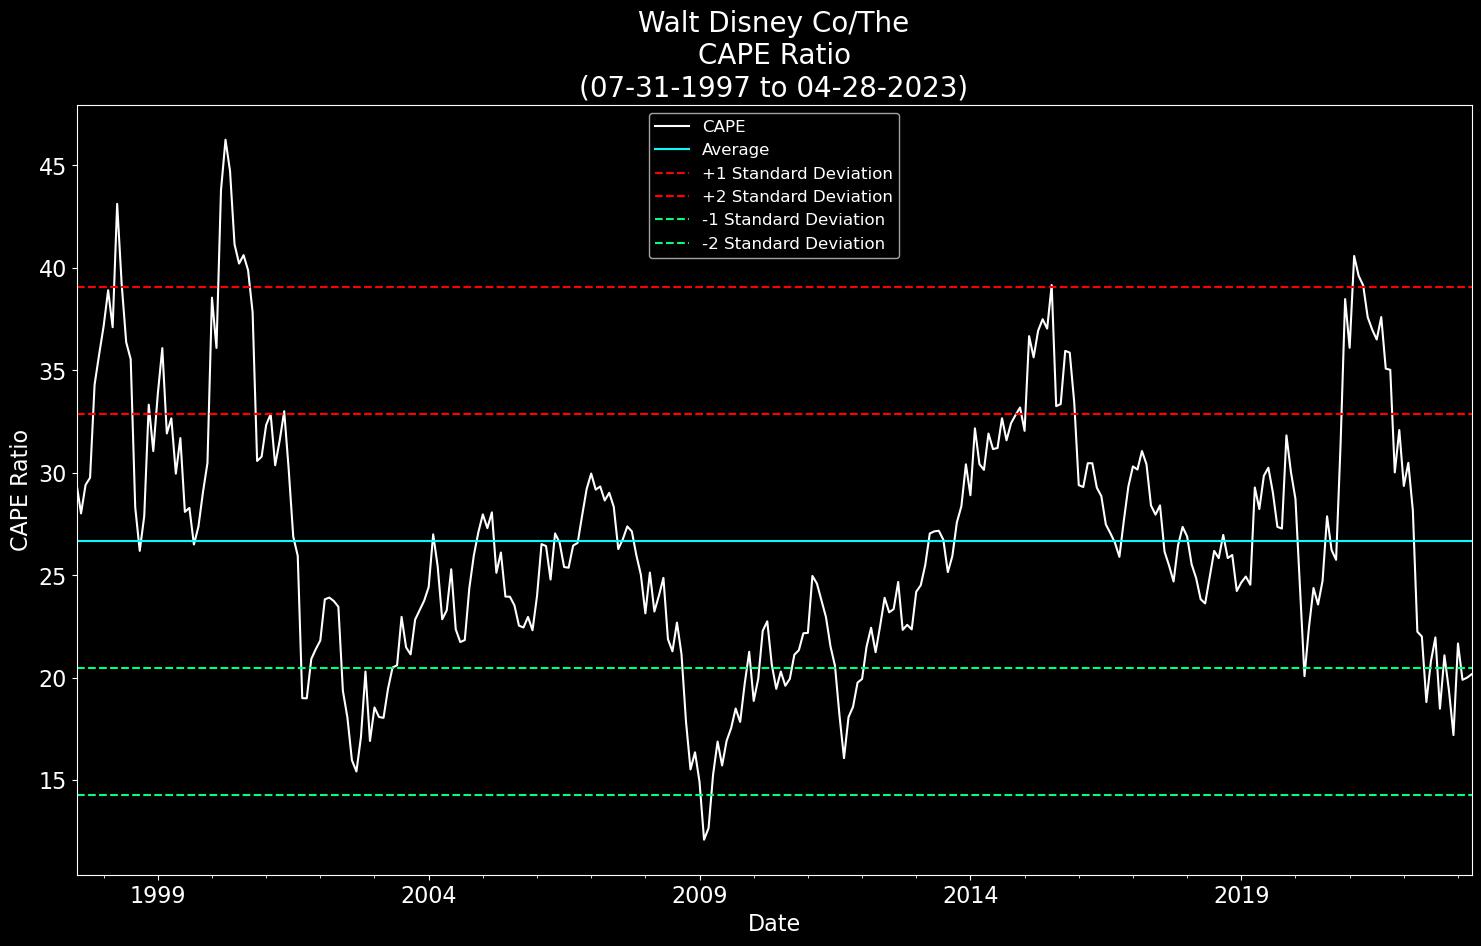 Walt Disney Co/The
CAPE Ratio
(07-31-1997 to 04-28-2023)
CAPE
Average
+1 Standard Deviation
+2 Standard Deviation
-1 Standard Deviation
-2 Standard Deviation
45
40
35
30
25
20
15
CAPE Ratio
1999 2004 2009 2014 2019
Date